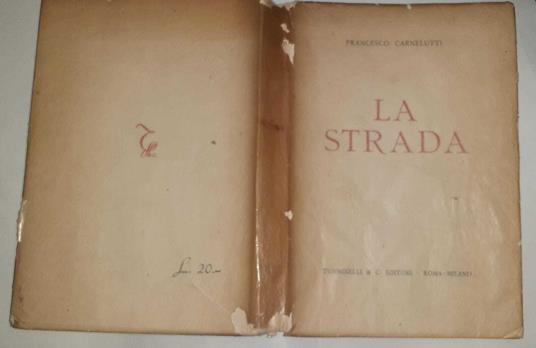 FRANCESCO CARNELUTTI
LA
STRADA
TUMMINELLI & C. EDITORI ROMA-MILANO
20